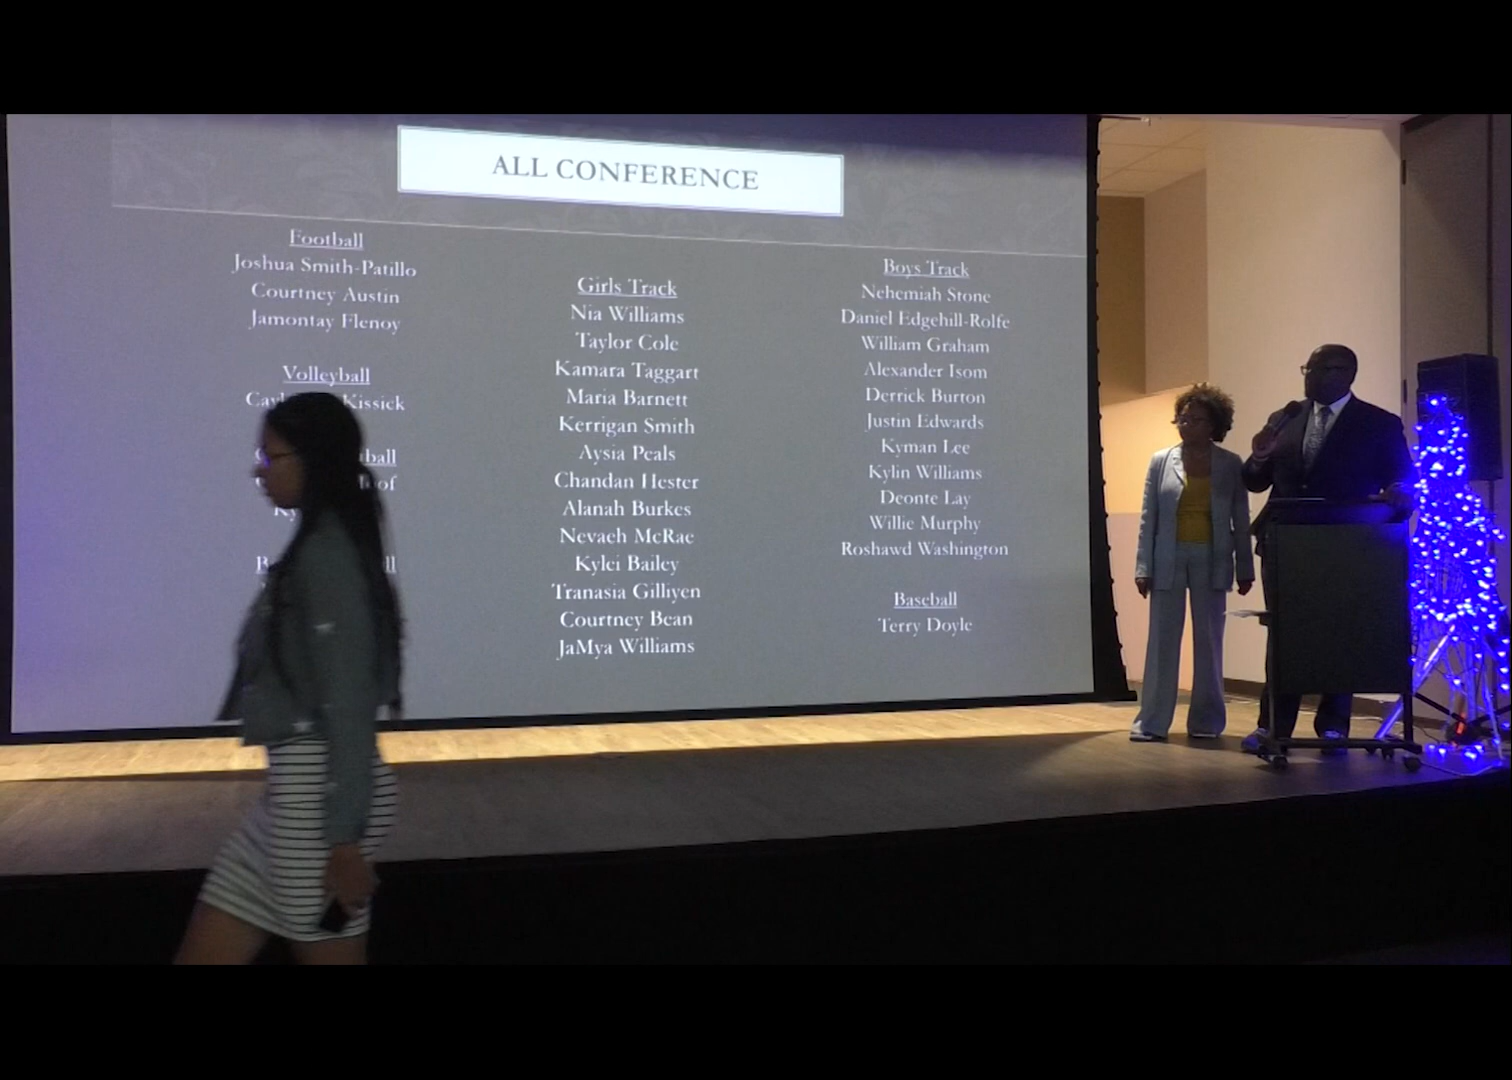 ALL CONFERENCE
Football
Joshua Smith-Patillo
Courtney Austin
Jamontay Flenoy
Volleyball
Kissick
Girls Track
Nia Williams
Taylor Cole
Kamara Taggart
Maria Barnett
Kerrigan Smith
Aysia Peals
Chandan Hester
Alanah Burkes
Nevaeh McRae
Kylei Bailey
Tranasia Gilliyen
Courtney Bean
JaMya Williams
Boys Track
Nehemiah Stone
Daniel Edgehill-Rolfe
William Graham
Alexander Isom
Derrick Burton
Justin Edwards
Kyman Lee
Kylin Williams
Deonte Lay
Willie Murphy
Roshawd Washington
Baseball
Terry Doyle